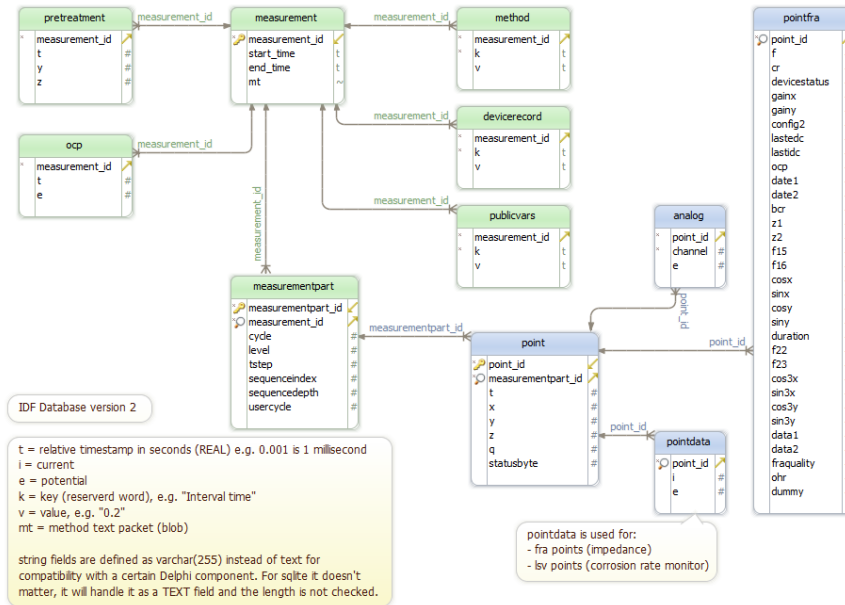 pretreatment
measurement_id
t #
y #
z #
measurement_id
measurement
measurement_id
start_time t
end_time t
mt ~
measurement_id
method
* measurement_id
* k t
v t
pointfra
point_id
f
cr
devicestatus
gainx
gainy
config2
lastedc
lastidc
ocp
date1
date2
bcr
z1
z2
f15
f16
cosx
sinx
cosy
siny
duration
f22
f23
cos3x
sin3x
cos3y
sin3y
data1
data2
fraquality
ohr
dummy
ocp
* measurement_id
t #
e #
measurement_id
measurement_id
devicerecord
* measurement_id
* k t
v t
measurement_id
publicvars
* measurement_id
* k t
v t
measurement_id
analog
* point_id
* channel #
e #
point_id
measurementpart
measurementpart_id
measurement_id
cycle #
level #
tstep #
sequenceindex #
sequencedepth #
usercycle #
measurementpart_id
point
point_id
measurementpart_id
t #
x #
y #
z #
q #
statusbyte #
point_id
point_id
pointdata
point_id
i #
e #
IDF Database version 2
t = relative timestamp in seconds (REAL) e.g. 0.001 is 1 millisecond
i = current
e = potential
k = key (reserverd word), e.g. "Interval time"
v = value, e.g. "0.2"
mt = method text packet (blob)
string fields are defined as varchar(255) instead of text for
compatibility with a certain Delphi component. For sqlite it doesn't
matter, it will handle it as a TEXT field and the length is not checked.
pointdata is used for:
- fra points (impedance)
- lsv points (corrosion rate monitor)